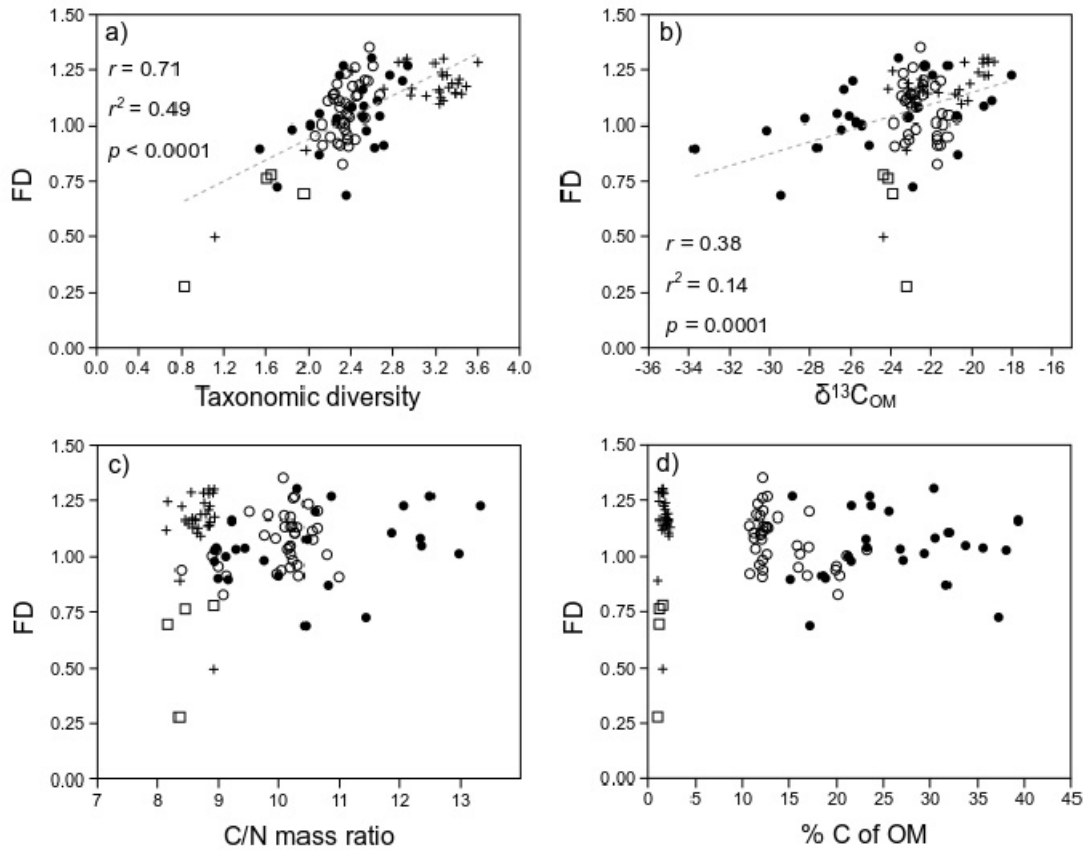 a)
r = 0.71
r² = 0.49
p < 0.0001
FD
1.50
1.25
1.00
0.75
0.50
0.25
0.00
0.0 0.4 0.8 1.2 1.6 2.0 2.4 2.8 3.2 3.6 4.0
Taxonomic diversity
b)
r = 0.38
r² = 0.14
p = 0.0001
FD
1.50
1.25
1.00
0.75
0.50
0.25
0.00
-36 -34 -32 -30 -28 -26 -24 -22 -20 -18 -16
δ¹³C_OM
c)
FD
1.50
1.25
1.00
0.75
0.50
0.25
0.00
7 8 9 10 11 12 13
C/N mass ratio
d)
FD
1.50
1.25
1.00
0.75
0.50
0.25
0.00
0 5 10 15 20 25 30 35 40 45
% C of OM